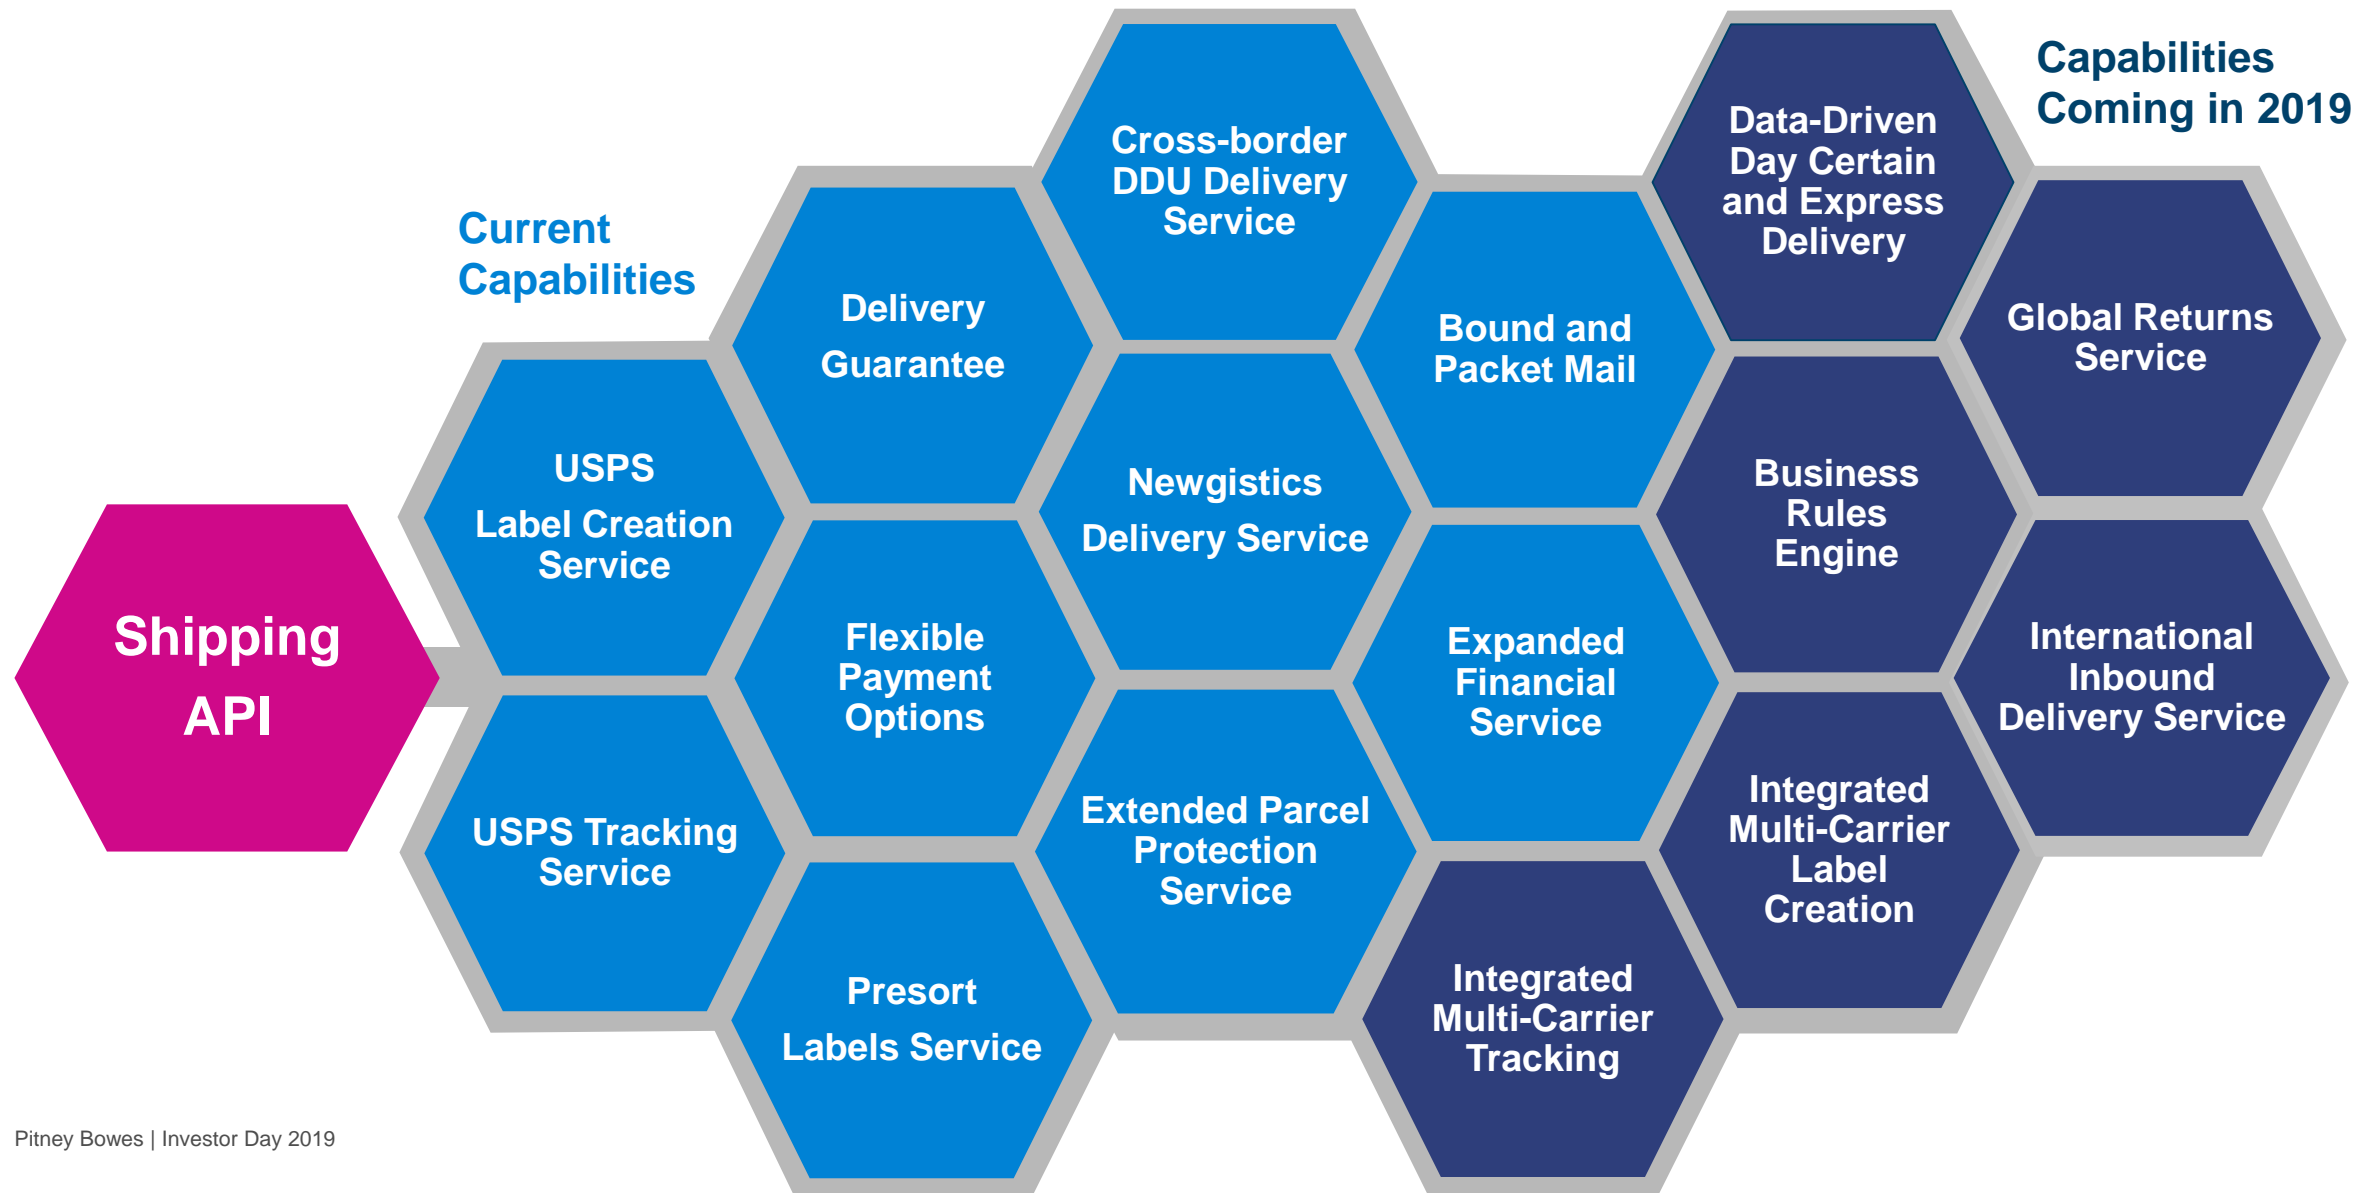 Capabilities
Coming in 2019
Current
Capabilities
Shipping
API
USPS
Label Creation
Service
USPS Tracking
Service
Delivery
Guarantee
Flexible
Payment
Options
Presort
Labels Service
Cross-border
DDU Delivery
Service
Newgistics
Delivery Service
Extended Parcel
Protection
Service
Bound and
Packet Mail
Expanded
Financial
Service
Integrated
Multi-Carrier
Tracking
Data-Driven
Day Certain
and Express
Delivery
Business
Rules
Engine
Integrated
Multi-Carrier
Label
Creation
Global Returns
Service
International
Inbound
Delivery Service
Pitney Bowes | Investor Day 2019